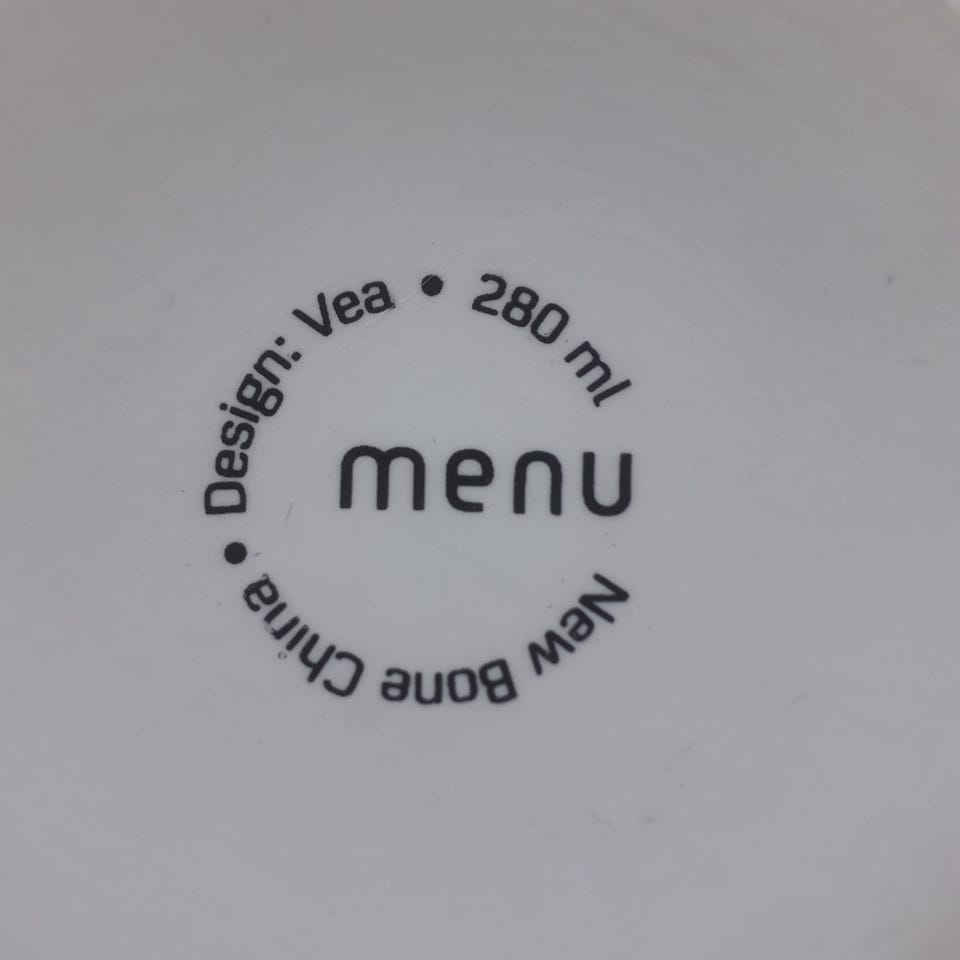 New Bone China • Design: Vea • 280 ml
menu